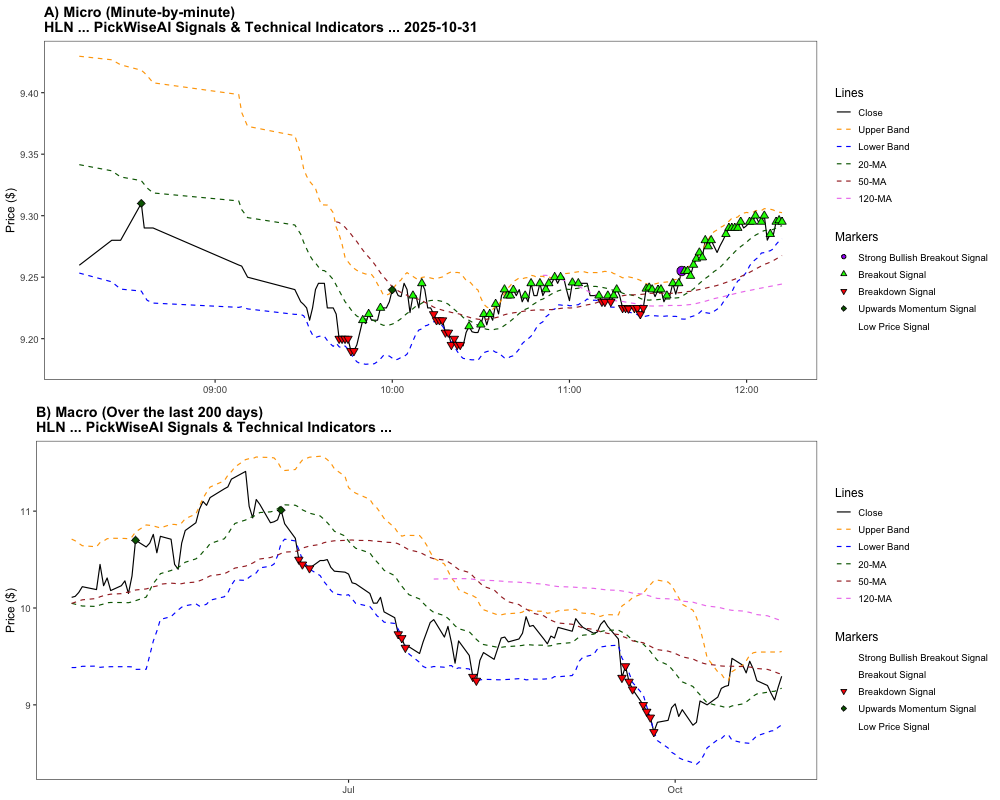 A) Micro (Minute-by-minute)
HLN ... PickWiseAI Signals & Technical Indicators ... 2025-10-31
Price ($)
9.40
9.35
9.30
9.25
9.20
09:00
10:00
11:00
12:00
Lines
Close
Upper Band
Lower Band
20-MA
50-MA
120-MA
Markers
Strong Bullish Breakout Signal
Breakout Signal
Breakdown Signal
Upwards Momentum Signal
Low Price Signal
B) Macro (Over the last 200 days)
HLN ... PickWiseAI Signals & Technical Indicators ...
Price ($)
11
10
9
Jul
Oct
Lines
Close
Upper Band
Lower Band
20-MA
50-MA
120-MA
Markers
Strong Bullish Breakout Signal
Breakout Signal
Breakdown Signal
Upwards Momentum Signal
Low Price Signal